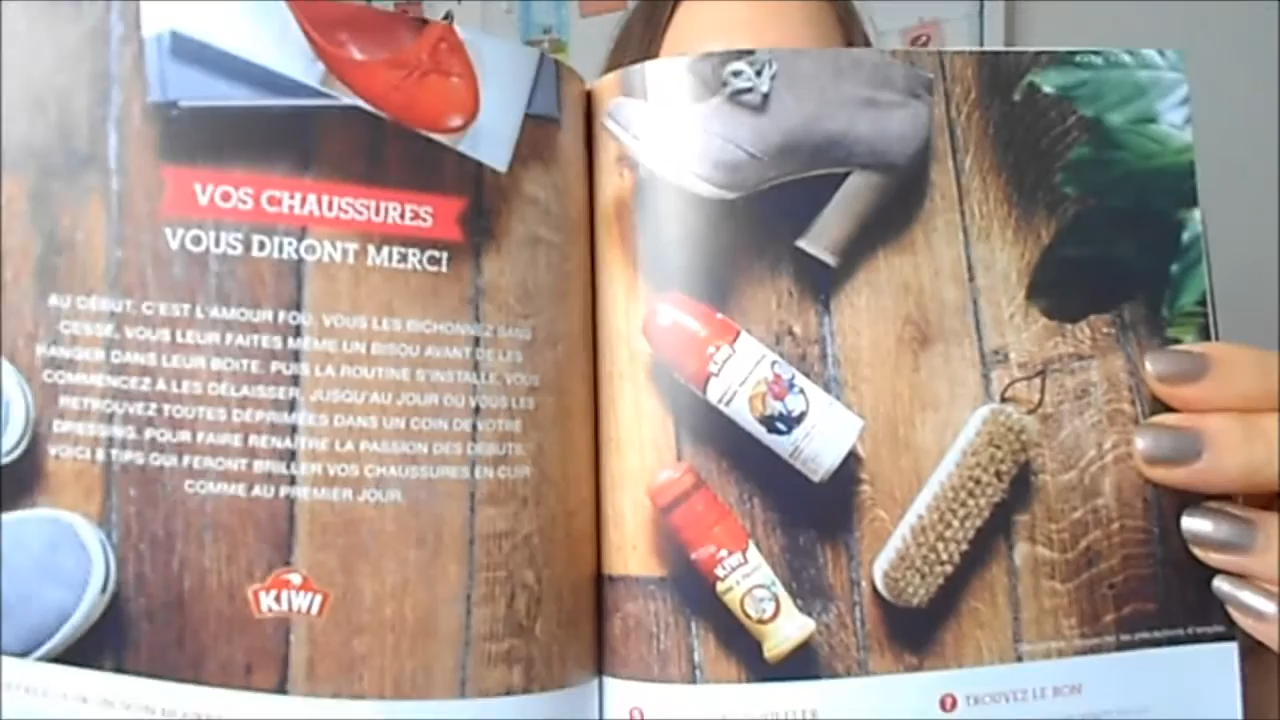 VOS CHAUSSURES
VOUS DIRONT MERCI
AU DÉBUT, C'EST L'AMOUR FOU. VOUS LES BICHONNEZ SANS
CESSE, VOUS LEUR FAITES MÊME UN BISOU AVANT DE LES
RANGER DANS LEUR BOITE. PUIS LA ROUTINE S'INSTALLE, VOUS
COMMENCEZ À LES DÉLAISSER, JUSQU'AU JOUR OÙ VOUS LES
RETROUVEZ TOUTES DÉPRIMÉES DANS UN COIN DE VOTRE
DRESSING. POUR FAIRE RENAÎTRE LA PASSION DES DÉBUTS,
VOICI 8 TIPS QUI FERONT BRILLER VOS CHAUSSURES EN CUIR
COMME AU PREMIER JOUR.
KIWI
KIWI
KIWI
TROUVEZ LE BON